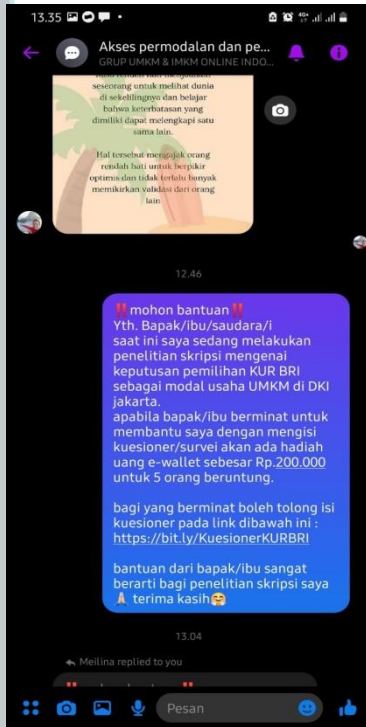 13.35
40+
Akses permodalan dan pe...
GRUP UMKM & IMKM ONLINE INDO...
seseorang untuk melihat dunia
di sekelilingnya dan belajar
bahwa keterbatasan yang
dimiliki dapat melengkapi satu
sama lain.
Hal tersebut mengajak orang
rendah hati untuk berpikir
optimis dan tidak terlalu banyak
memikirkan validasi dari orang
lain
12.46
‼️mohon bantuan‼️
Yth. Bapak/ibu/saudara/i
saat ini saya sedang melakukan
penelitian skripsi mengenai
keputusan pemilihan KUR BRI
sebagai modal usaha UMKM di DKI
jakarta.
apabila bapak/ibu berminat untuk
membantu saya dengan mengisi
kuesioner/survei akan ada hadiah
uang e-wallet sebesar Rp.200.000
untuk 5 orang beruntung.
bagi yang berminat boleh tolong isi
kuesioner pada link dibawah ini :
https://bit.ly/KuesionerKURBRI
bantuan dari bapak/ibu sangat
berarti bagi penelitian skripsi saya
🙏 terima kasih🤗
13.04
Meilina replied to you
Pesan